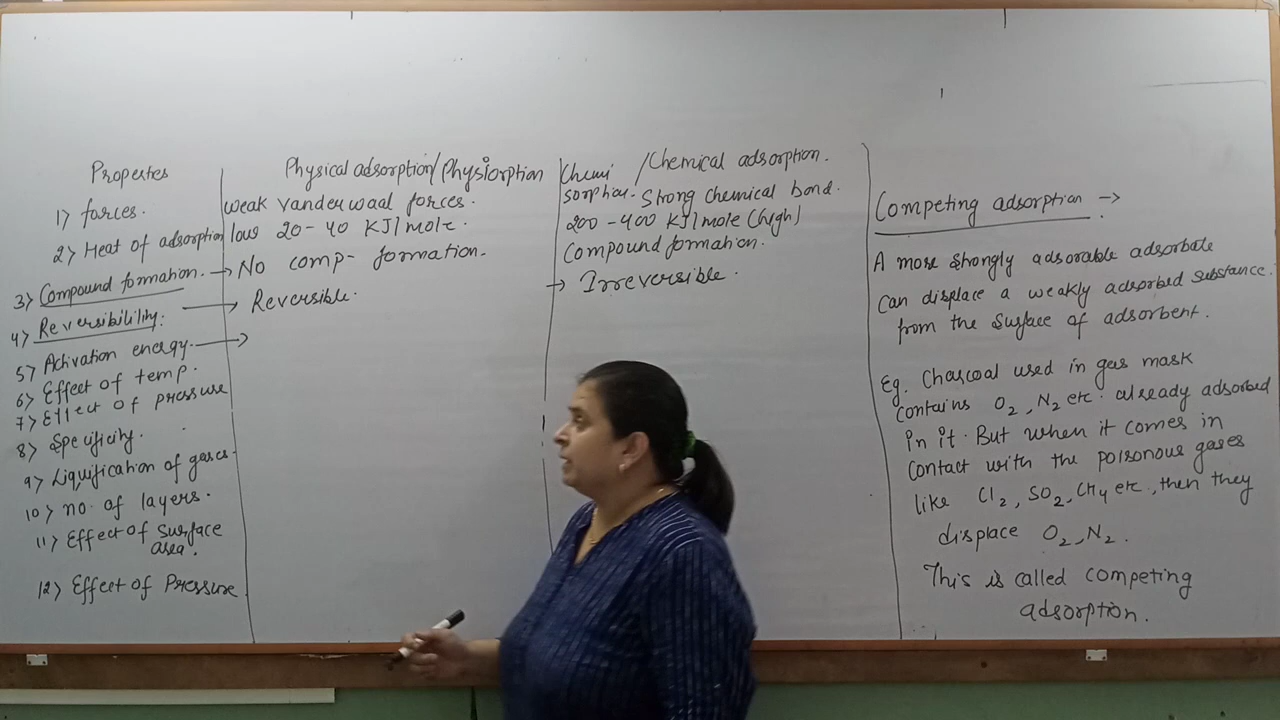 Properties
1) forces.
2) Heat of adsorption
3) Compound formation. →
4) Reversibility: →
5) Activation energy. →
6) Effect of temp.
7) Effect of pressure
8) Specificity.
9) Liquification of gases.
10) no. of layers.
11) Effect of surface
area.
12) Effect of Pressure
Physical adsorption/Physiorption
weak vanderwaal forces.
low 20-40 KJ/mole.
No comp- formation.
Reversible.
Chemi /Chemical adsorption.
sorption. Strong chemical bond.
200-400 KJ/mole (high)
Compound formation.
→ Irreversible.
Competing adsorption :→
A more strongly adsorable adsorbate
can displace a weakly adsorbed substance.
from the surface of adsorbent.
Eg. Charcoal used in gas mask
contains O2, N2 etc. already adsorbed
in it. But when it comes in
contact with the poisonous gases
like Cl2, SO2, CH4 etc., then they
displace O2, N2.
This is called competing
adsorption.